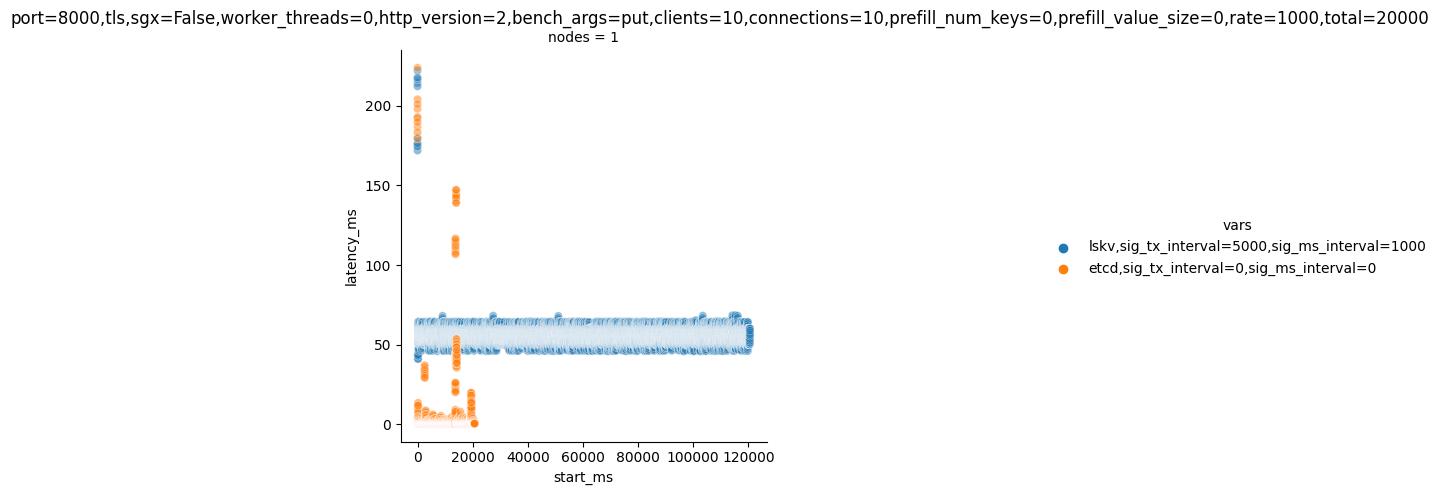 port=8000,tls,sgx=False,worker_threads=0,http_version=2,bench_args=put,clients=10,connections=10,prefill_num_keys=0,prefill_value_size=0,rate=1000,total=20000
nodes = 1
200
150
100
50
0
latency_ms
0 20000 40000 60000 80000 100000 120000
start_ms
vars
lskv,sig_tx_interval=5000,sig_ms_interval=1000
etcd,sig_tx_interval=0,sig_ms_interval=0